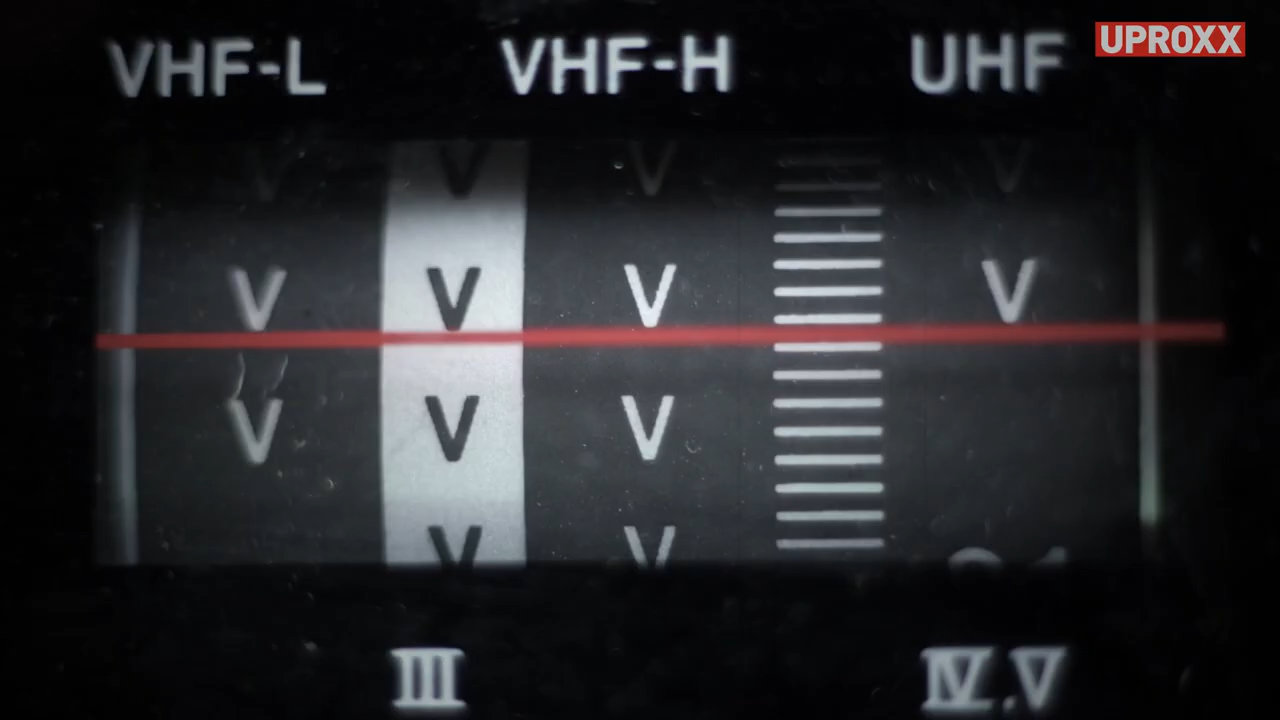 UPROXX
VHF-L VHF-H UHF
V V V V
V V V V
V V V
V V
III IV.V